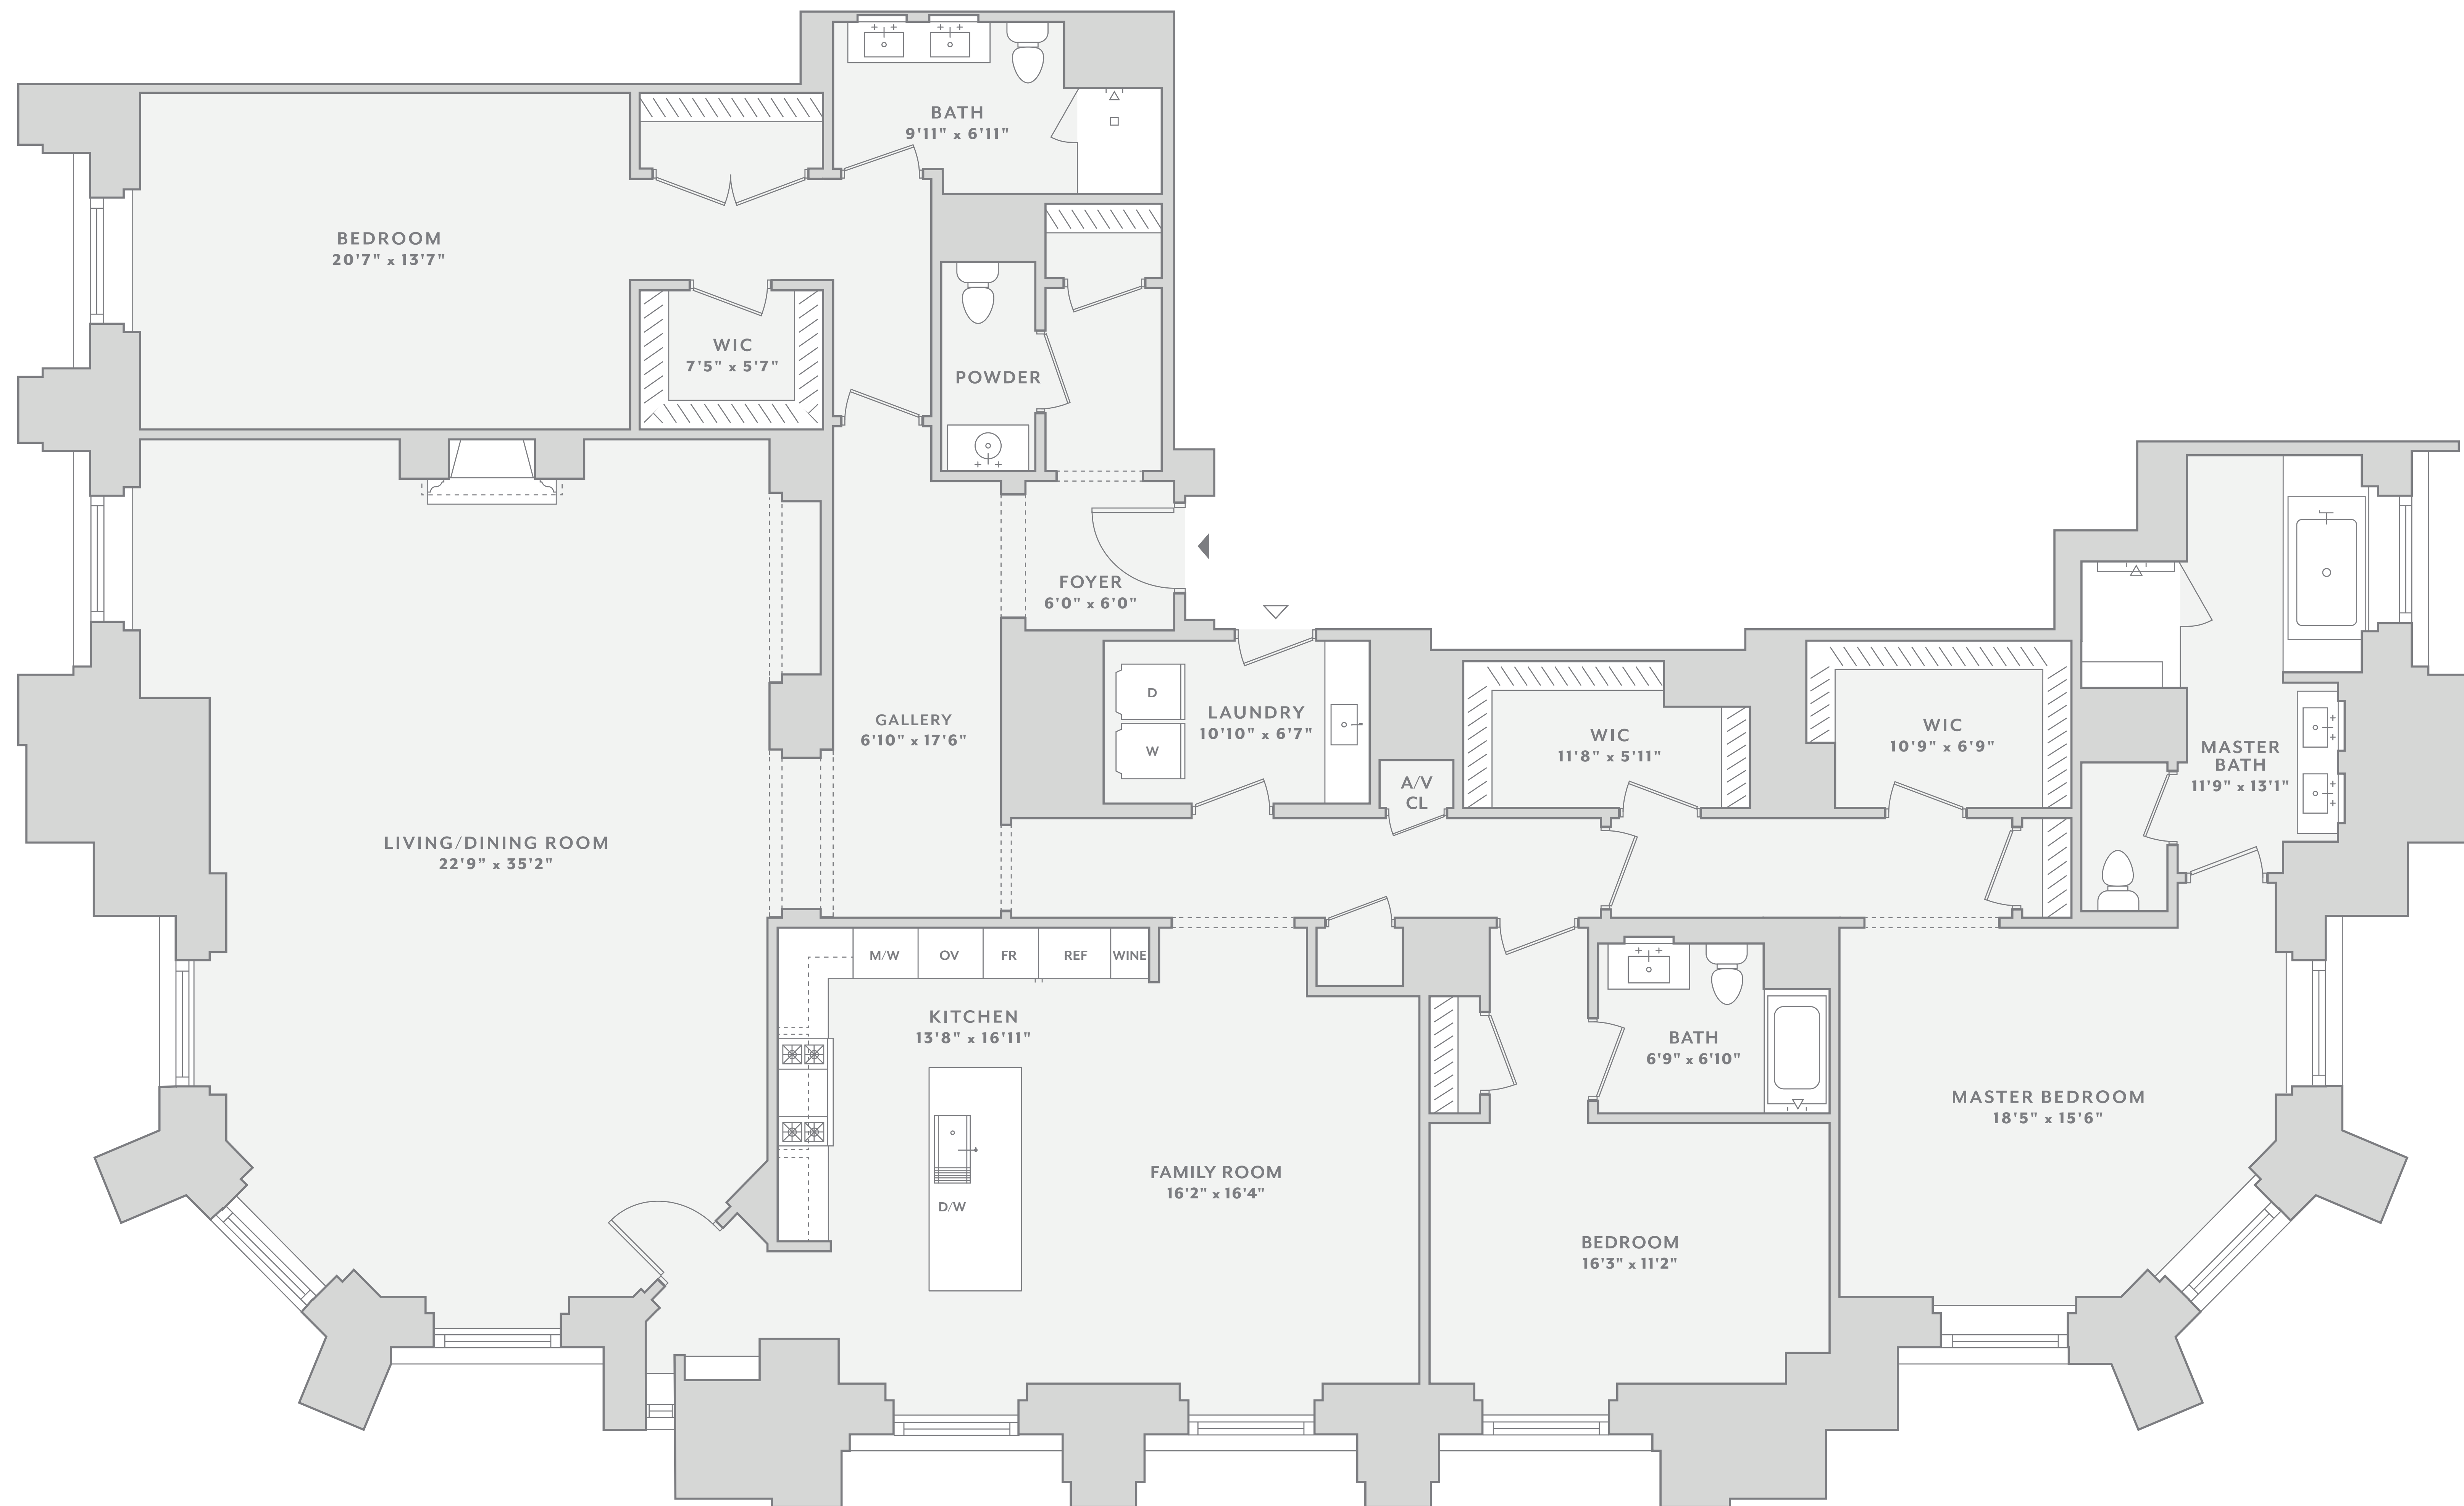 BATH
9'11" x 6'11"
BEDROOM
20'7" x 13'7"
WIC
7'5" x 5'7"
POWDER
FOYER
6'0" x 6'0"
GALLERY
6'10" x 17'6"
D
W
LAUNDRY
10'10" x 6'7"
A/V
CL
WIC
11'8" x 5'11"
WIC
10'9" x 6'9"
MASTER
BATH
11'9" x 13'1"
LIVING/DINING ROOM
22'9" x 35'2"
M/W
OV
FR
REF
WINE
KITCHEN
13'8" x 16'11"
D/W
FAMILY ROOM
16'2" x 16'4"
BATH
6'9" x 6'10"
MASTER BEDROOM
18'5" x 15'6"
BEDROOM
16'3" x 11'2"